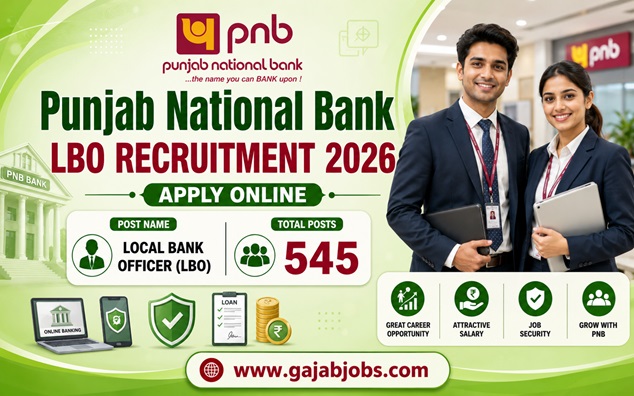 pnb
punjab national bank
...the name you can BANK upon !
pnb
Punjab National Bank
LBO RECRUITMENT 2026
APPLY ONLINE
PNB BANK
POST NAME
LOCAL BANK
OFFICER (LBO)
TOTAL POSTS
545
ONLINE BANKING
LOAN
GREAT CAREER
OPPORTUNITY
ATTRACTIVE
SALARY
JOB
SECURITY
GROW WITH
PNB
www.gajabjobs.com